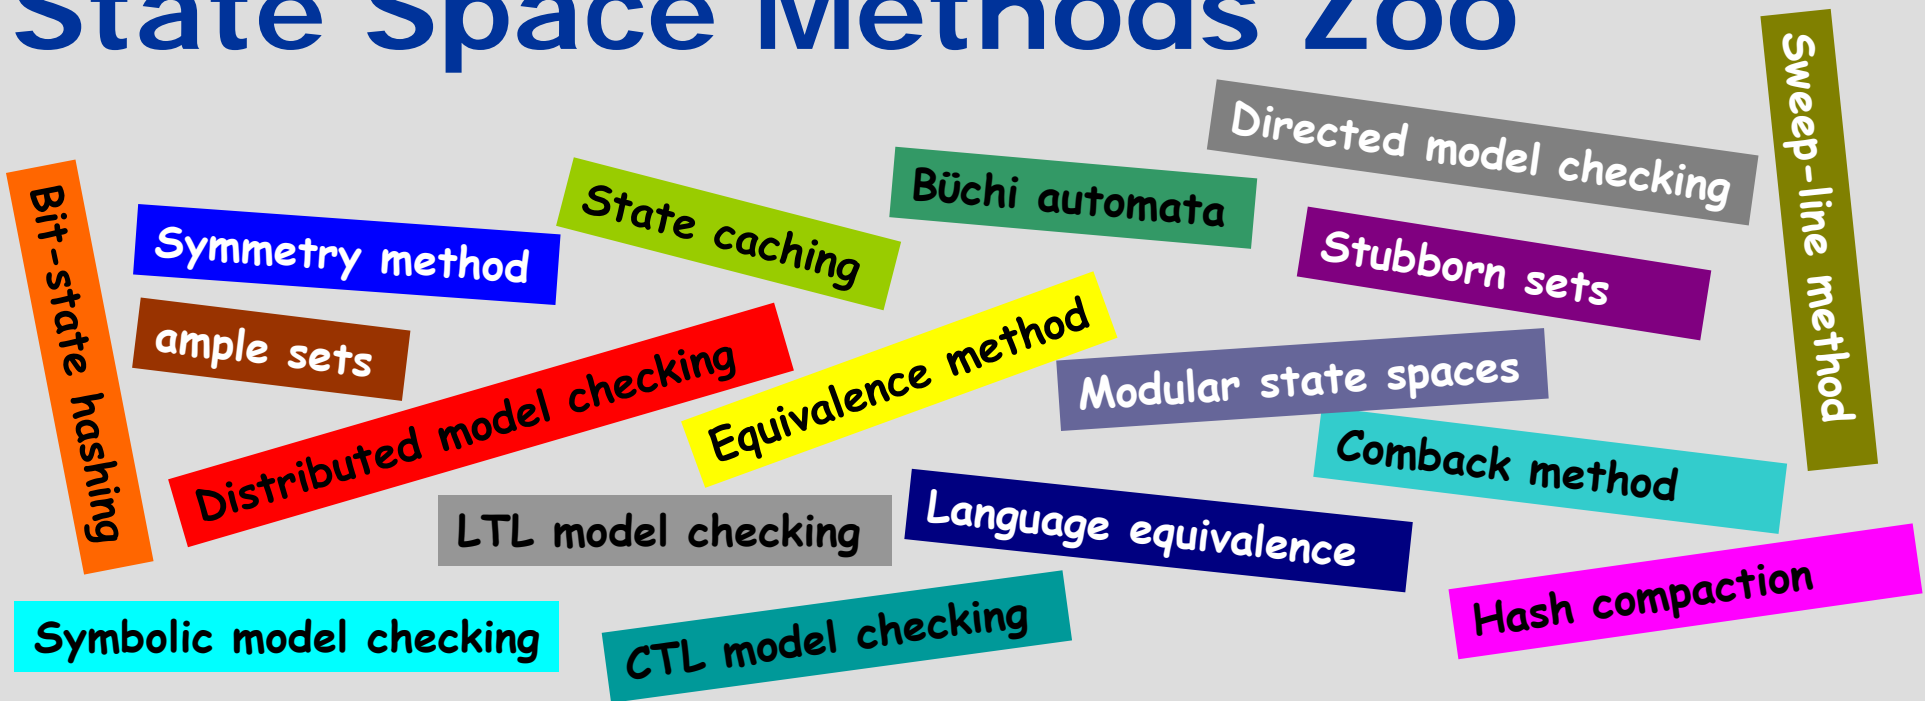 State Space Methods Zoo
Sweep-line method
Directed model checking
Büchi automata
State caching
Bit-state hashing
Symmetry method
Stubborn sets
ample sets
Distributed model checking
Equivalence method
Modular state spaces
Comback method
LTL model checking
Language equivalence
Hash compaction
Symbolic model checking
CTL model checking